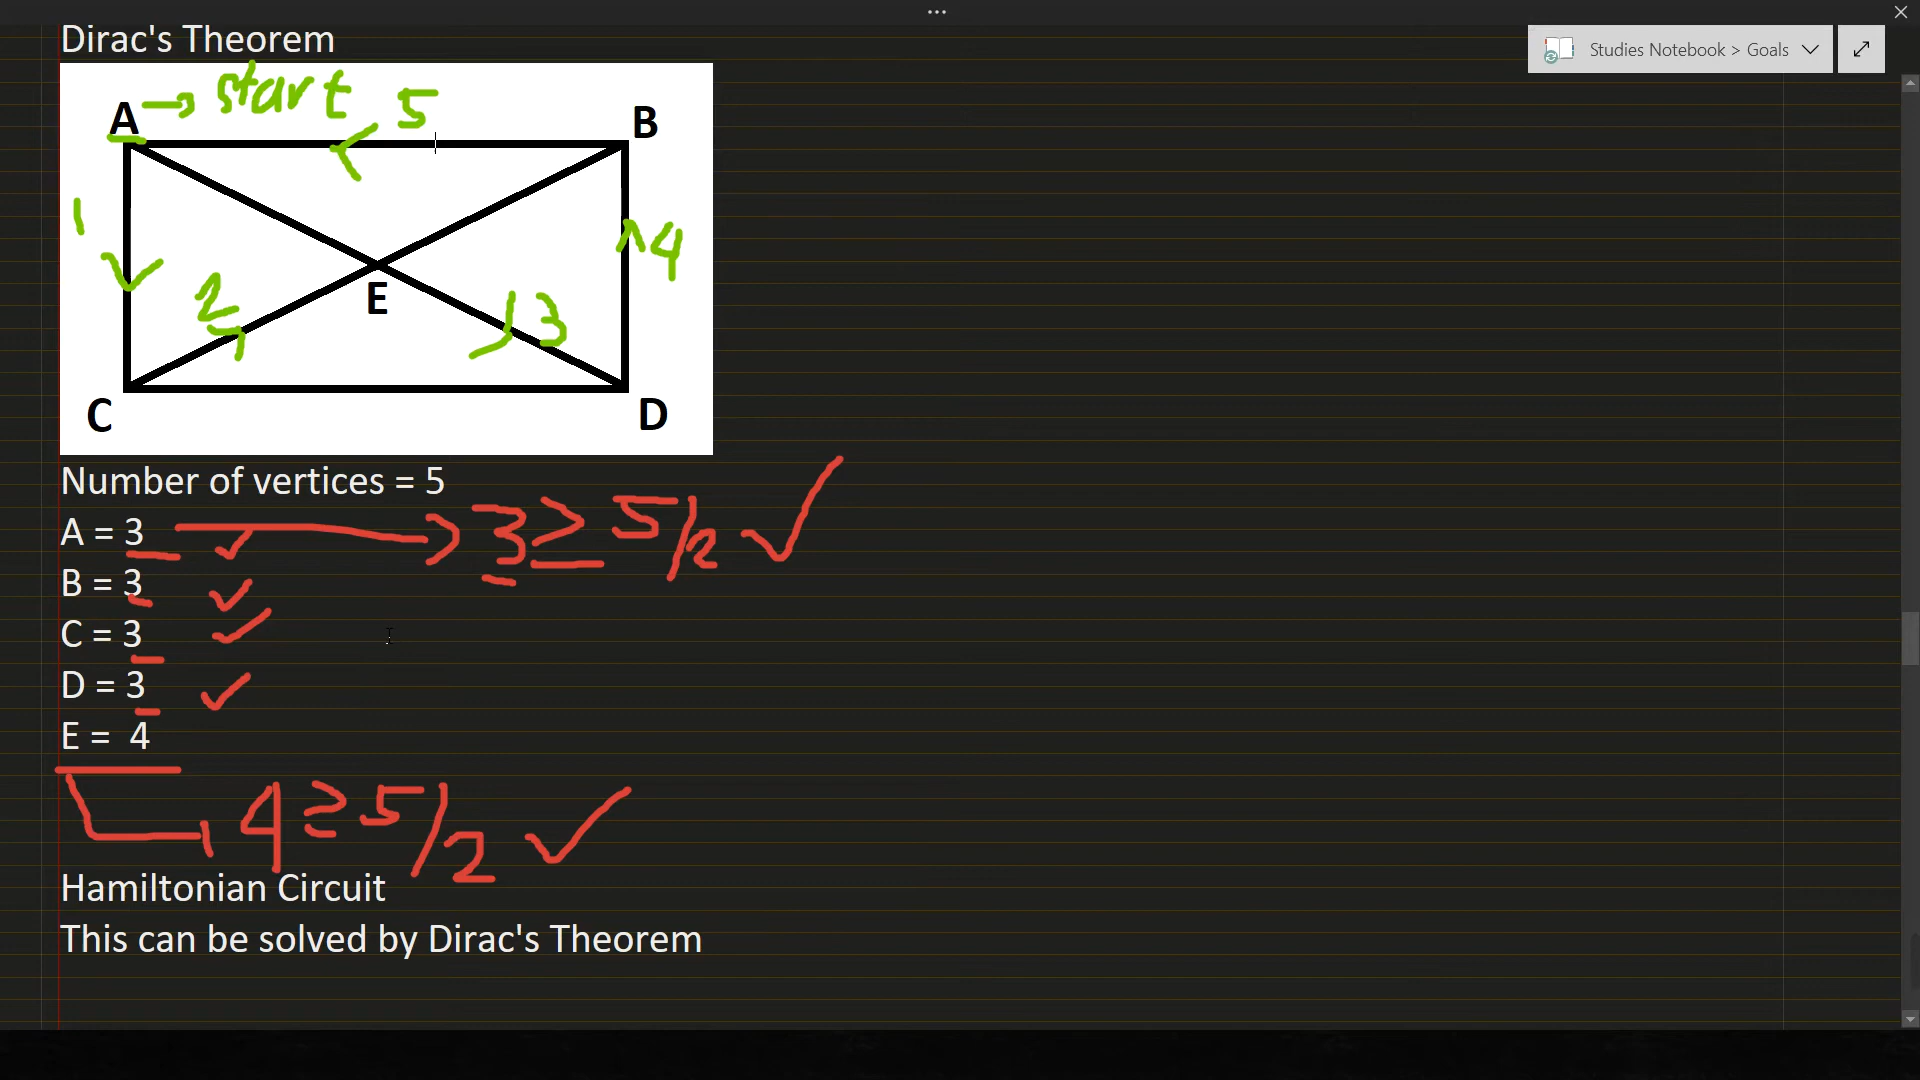 Dirac's Theorem
Studies Notebook > Goals
A → start 5
B
1
4
2
E
3
C
D
Number of vertices = 5
A = 3 → 3 ≥ 5/2 ✓
B = 3 ✓
C = 3 ✓
D = 3 ✓
E = 4
4 ≥ 5/2 ✓
Hamiltonian Circuit
This can be solved by Dirac's Theorem